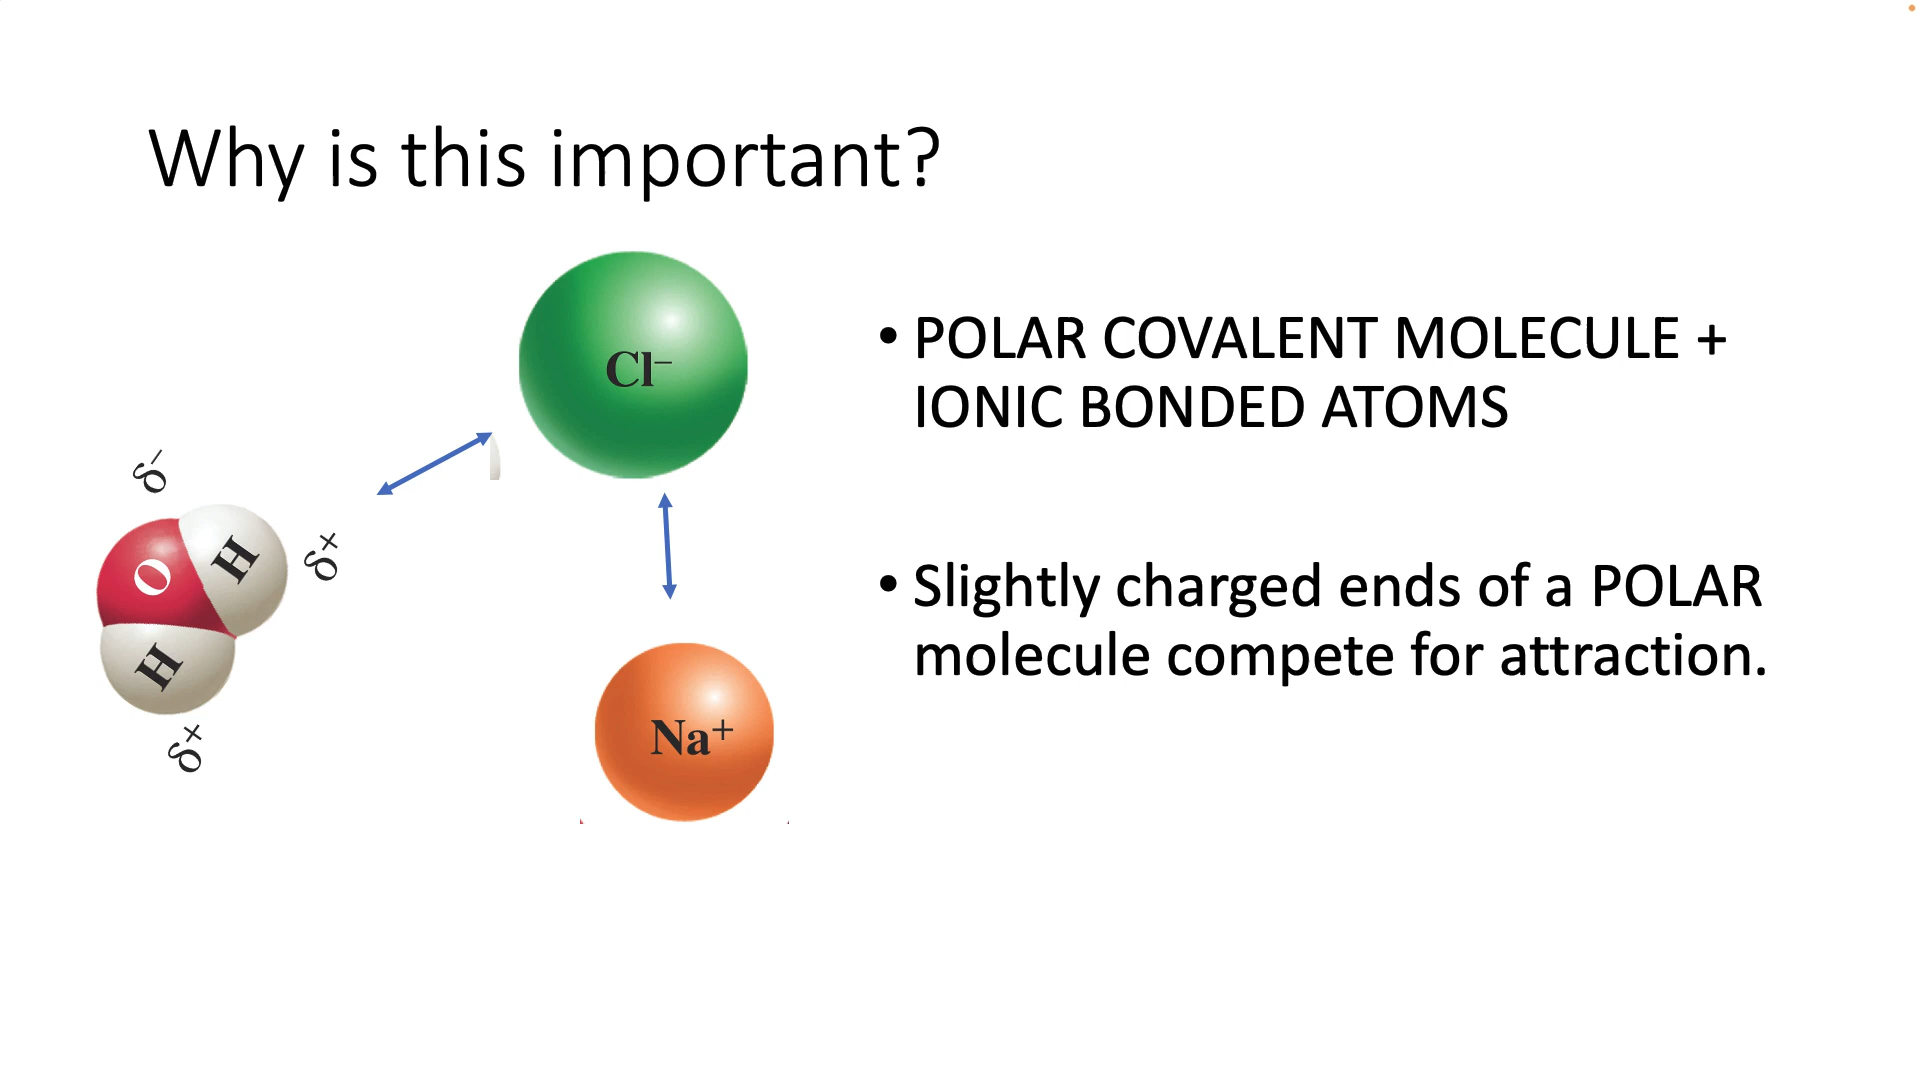 Why is this important?
Cl⁻
• POLAR COVALENT MOLECULE +
IONIC BONDED ATOMS
δ⁻
O
H
δ⁺
H
δ⁺
• Slightly charged ends of a POLAR
molecule compete for attraction.
Na⁺